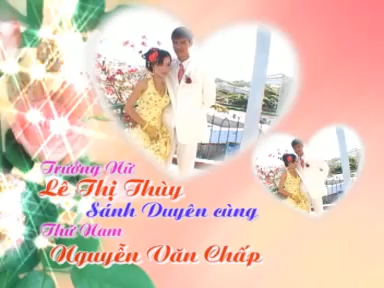 Trưởng Nữ
Lê Thị Thùy
Sánh Duyên cùng
Thứ Nam
Nguyễn Văn Chấp